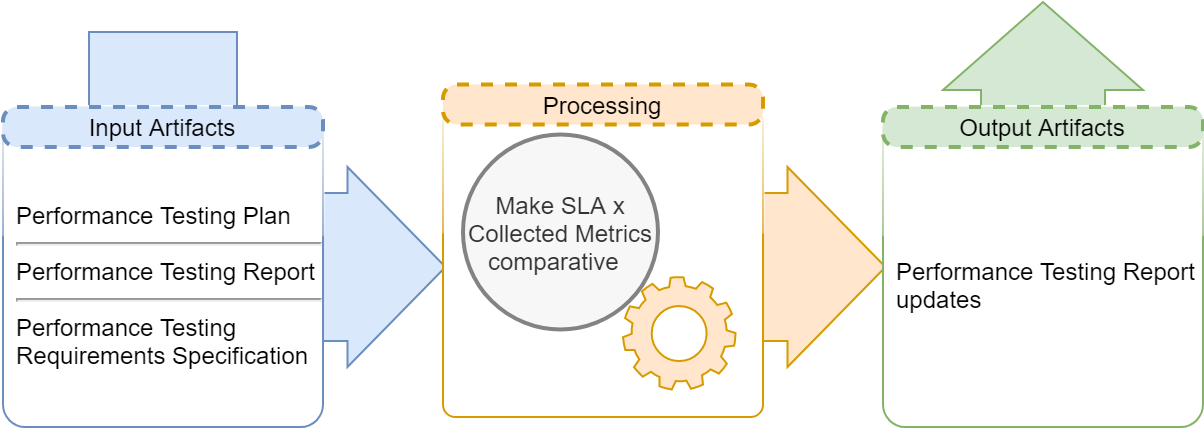 Input Artifacts
Performance Testing Plan
Performance Testing Report
Performance Testing
Requirements Specification
Processing
Make SLA x
Collected Metrics
comparative
Output Artifacts
Performance Testing Report
updates